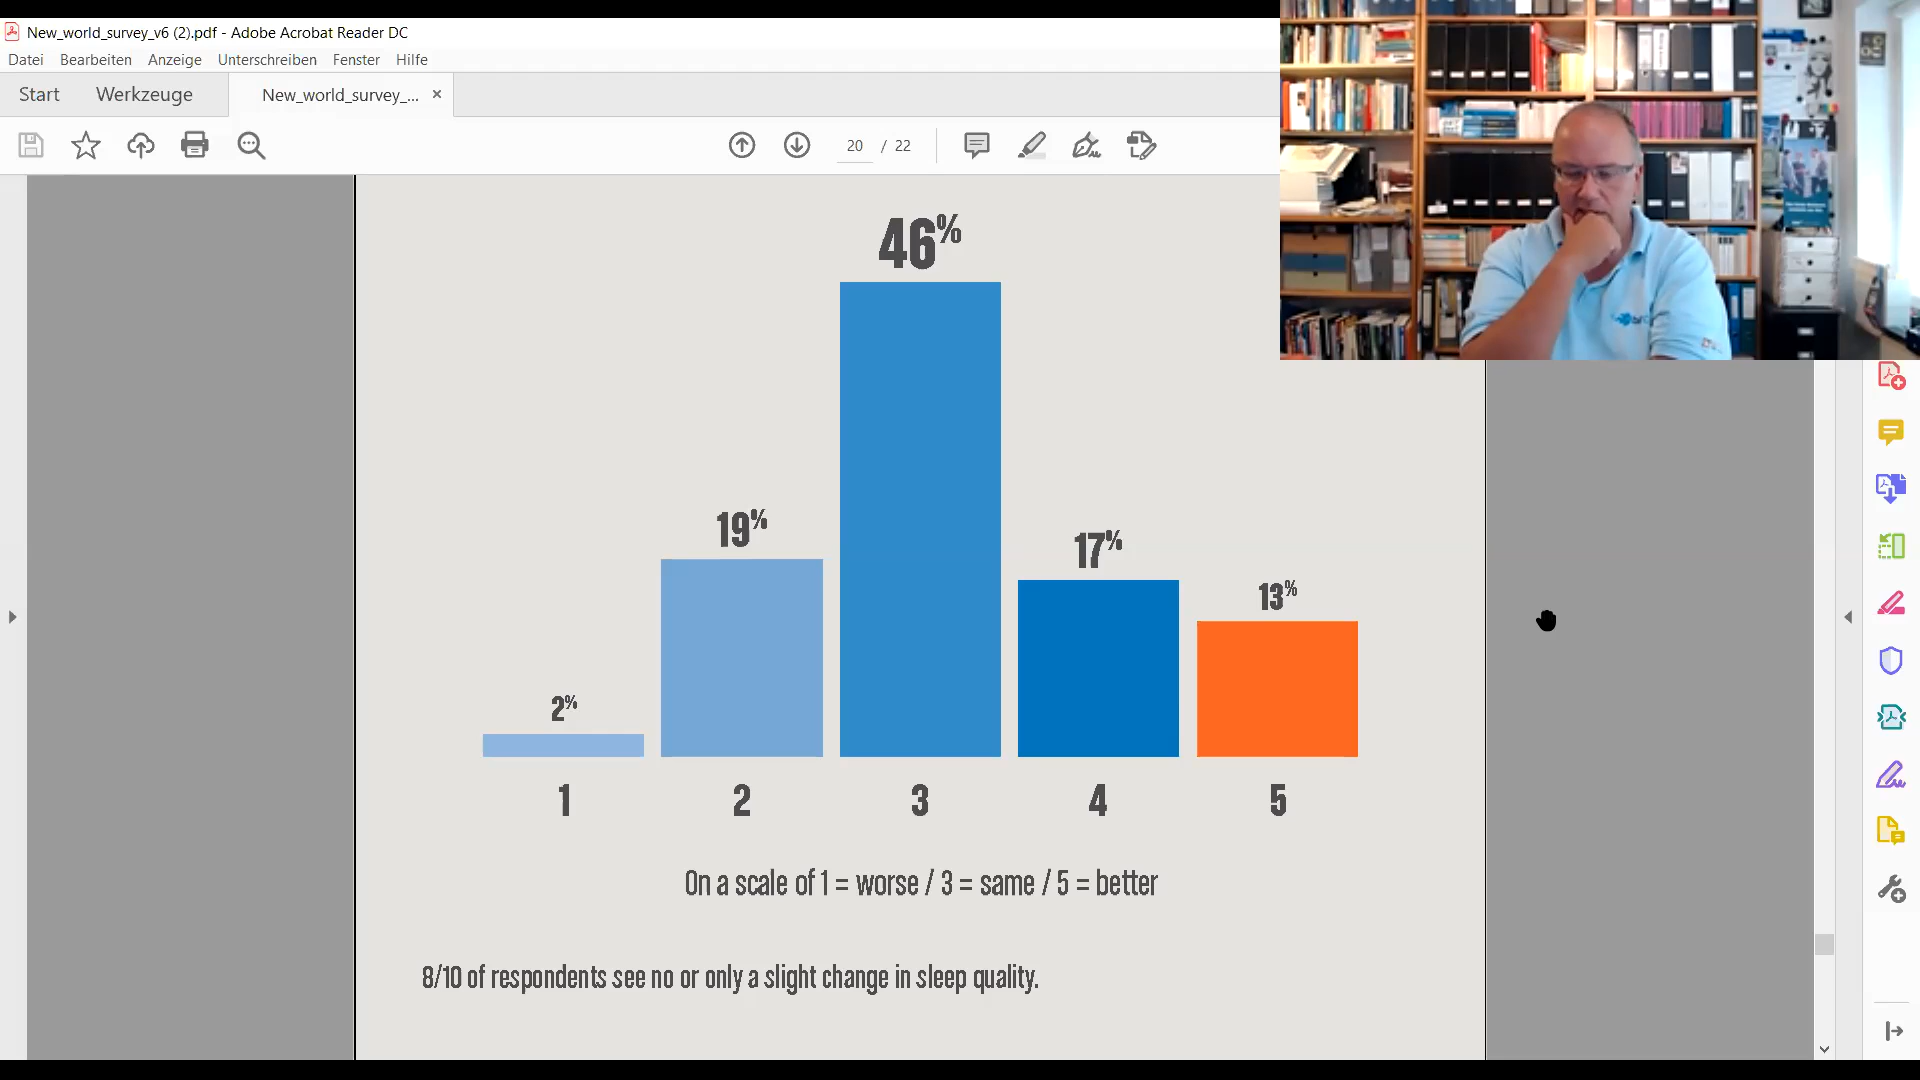 New_world_survey_v6 (2).pdf - Adobe Acrobat Reader DC
Datei Bearbeiten Anzeige Unterschreiben Fenster Hilfe
Start Werkzeuge New_world_survey_... ×
20 / 22
46%
19%
17%
13%
2%
1 2 3 4 5
On a scale of 1 = worse / 3 = same / 5 = better
8/10 of respondents see no or only a slight change in sleep quality.